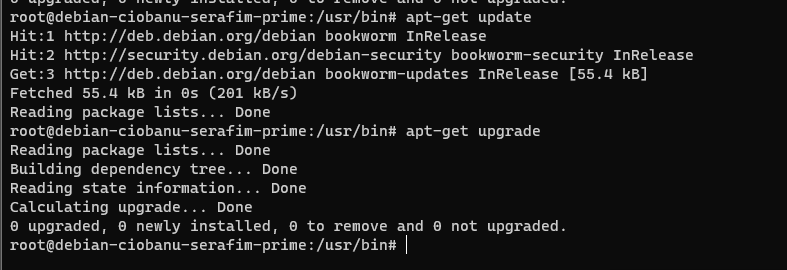 0 upgraded, 0 newly installed, 0 to remove and 0 not upgraded.
root@debian-ciobanu-serafim-prime:/usr/bin# apt-get update
Hit:1 http://deb.debian.org/debian bookworm InRelease
Hit:2 http://security.debian.org/debian-security bookworm-security InRelease
Get:3 http://deb.debian.org/debian bookworm-updates InRelease [55.4 kB]
Fetched 55.4 kB in 0s (201 kB/s)
Reading package lists... Done
root@debian-ciobanu-serafim-prime:/usr/bin# apt-get upgrade
Reading package lists... Done
Building dependency tree... Done
Reading state information... Done
Calculating upgrade... Done
0 upgraded, 0 newly installed, 0 to remove and 0 not upgraded.
root@debian-ciobanu-serafim-prime:/usr/bin#